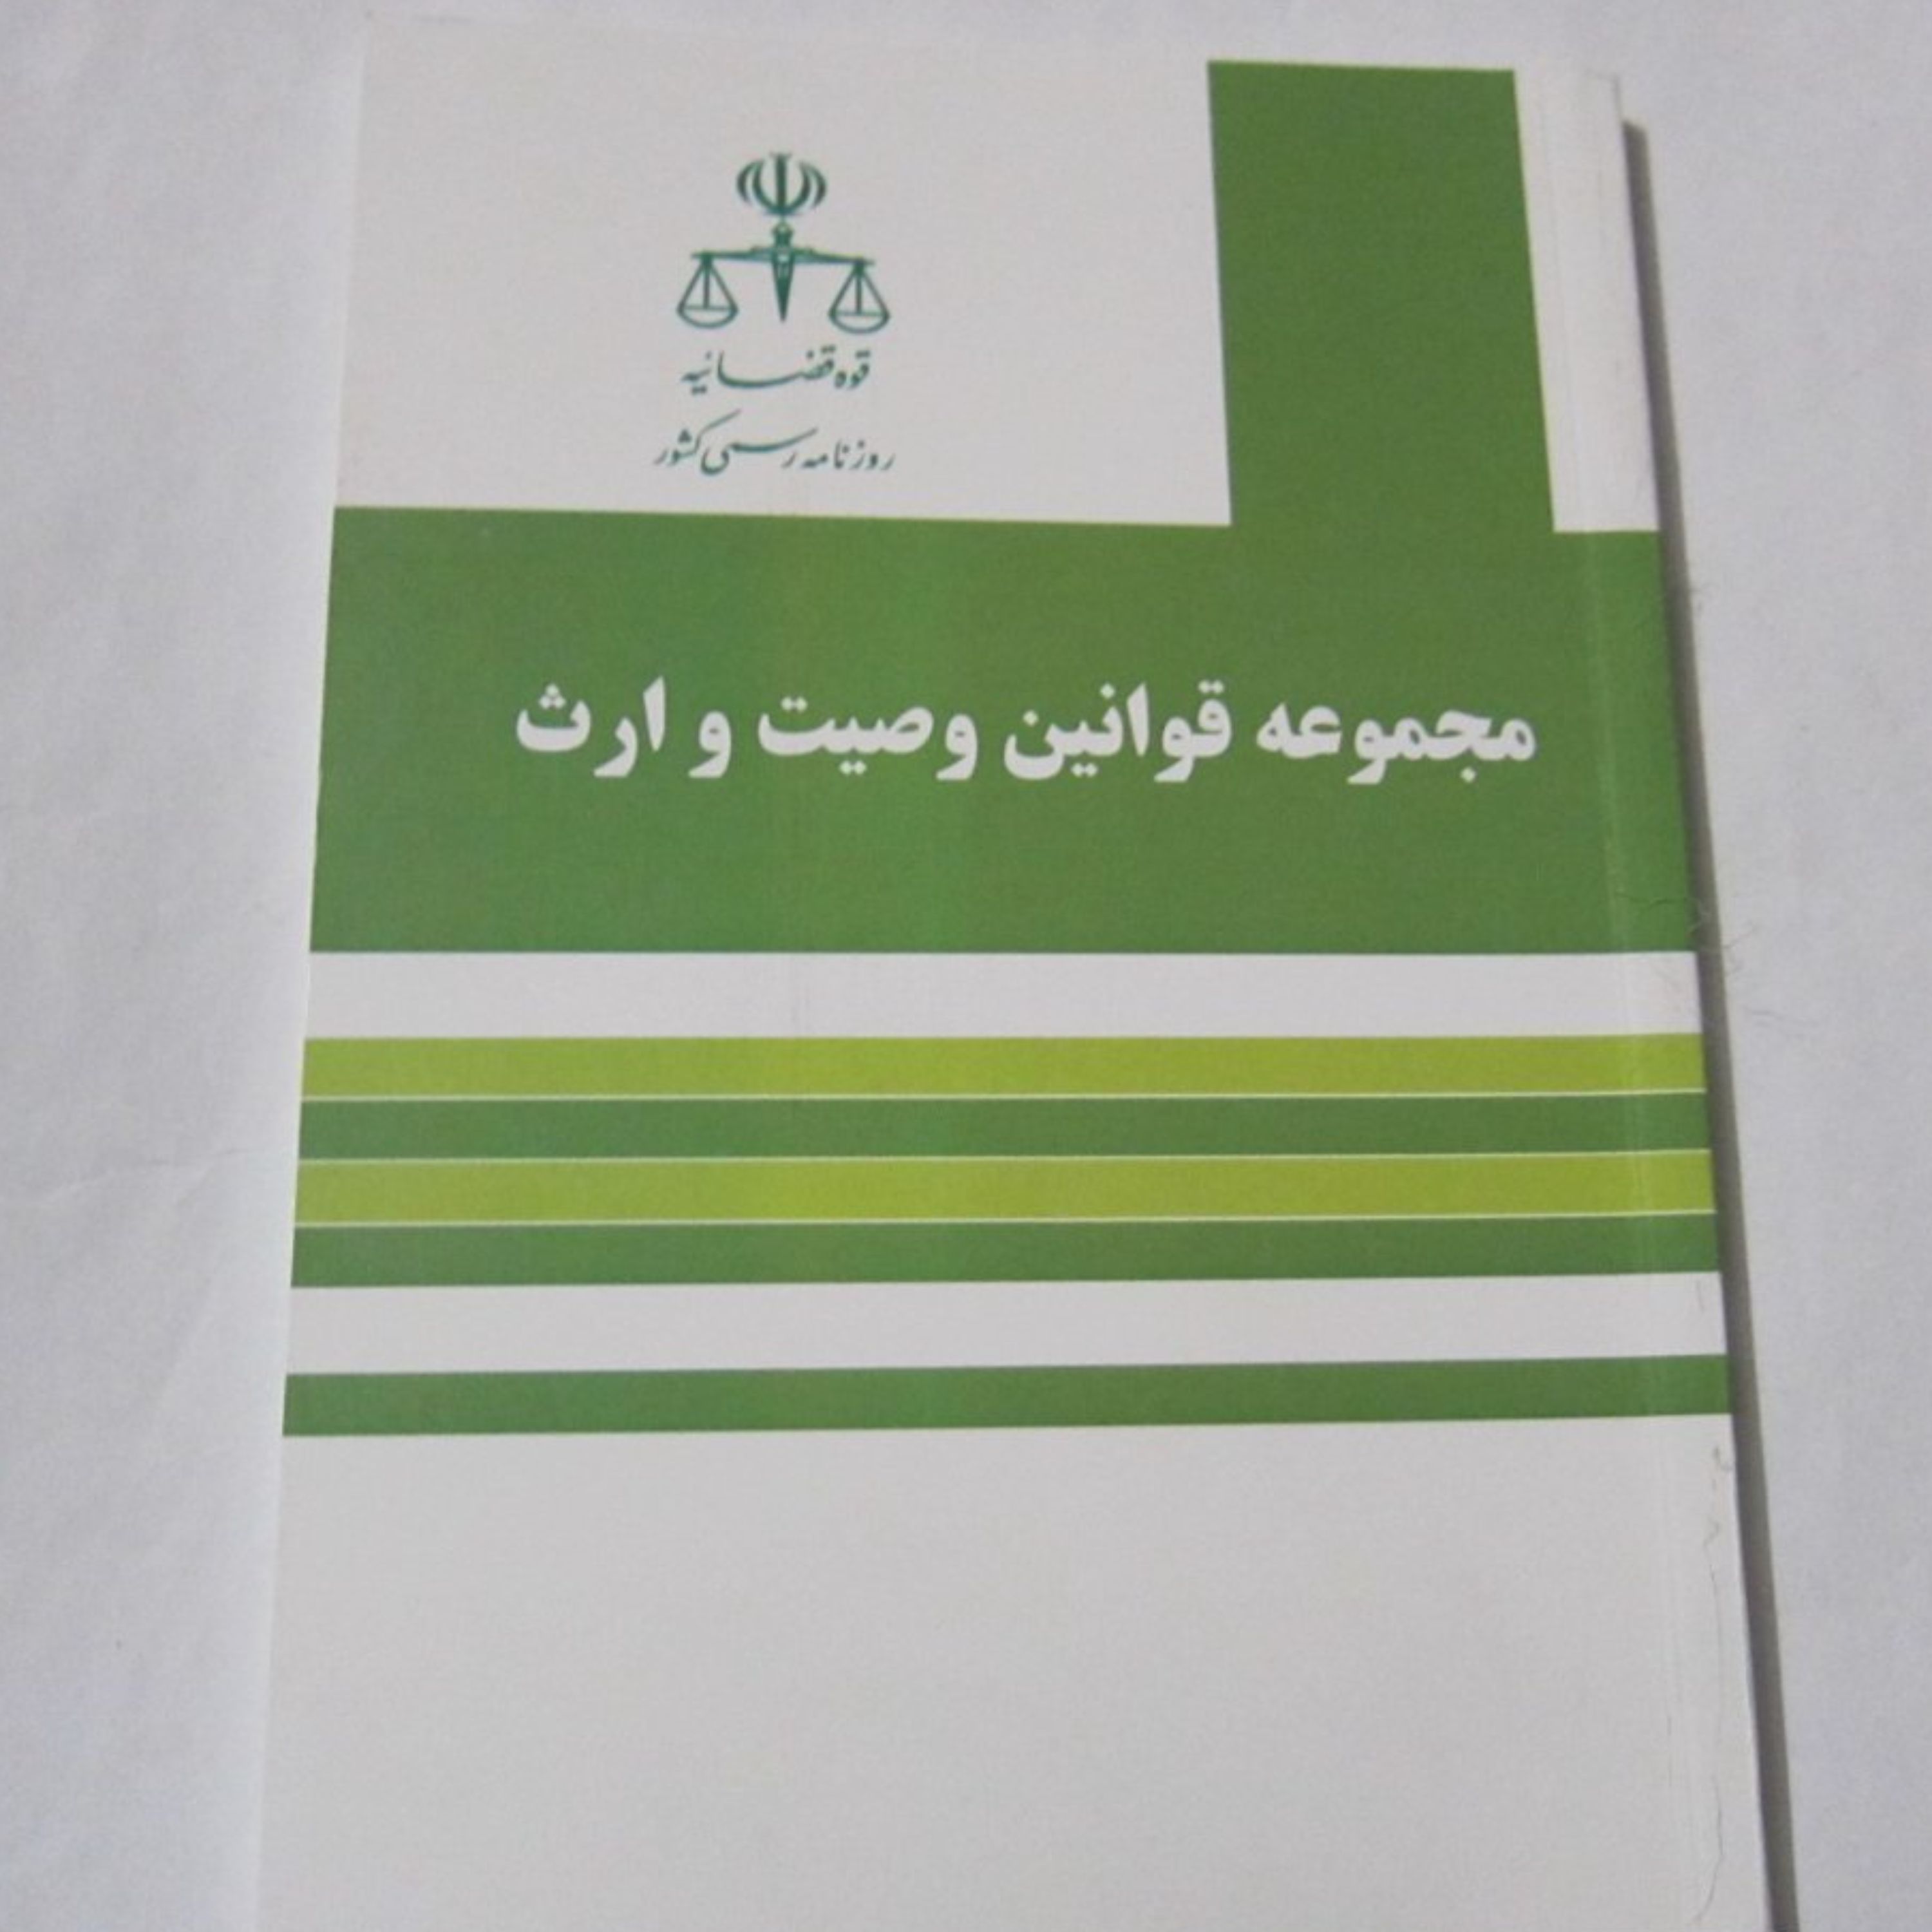 قوه قضائیه
روزنامه رسمی کشور
مجموعه قوانین وصیت و ارث